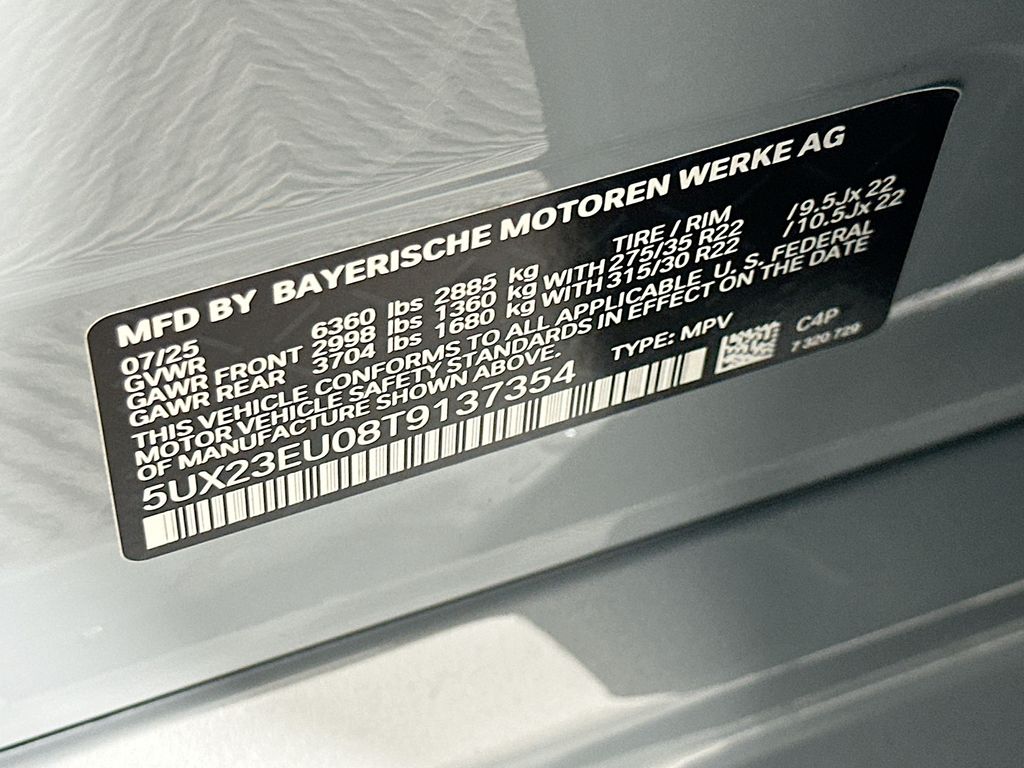 MFD BY BAYERISCHE MOTOREN WERKE AG
07/25 TIRE / RIM
GVWR 6360 lbs 2885 kg
GAWR FRONT 2998 lbs 1360 kg WITH 275/35 R22 /9.5Jx22
GAWR REAR 3704 lbs 1680 kg WITH 315/30 R22 /10.5Jx22
THIS VEHICLE CONFORMS TO ALL APPLICABLE U. S. FEDERAL
MOTOR VEHICLE SAFETY STANDARDS IN EFFECT ON THE DATE
OF MANUFACTURE SHOWN ABOVE.
5UX23EU08T9137354 TYPE: MPV C4P
7 320 729